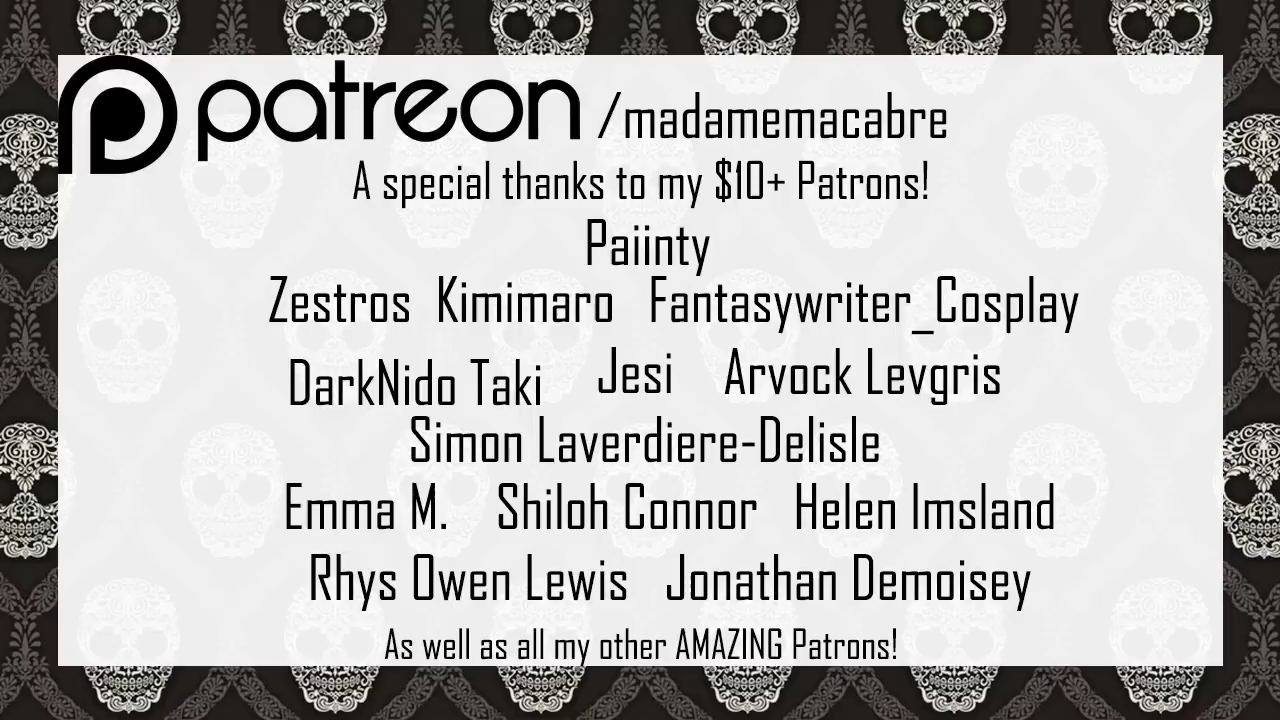 patreon /madamemacabre
A special thanks to my $10+ Patrons!
Paiinty
Zestros Kimimaro Fantasywriter_Cosplay
DarkNido Taki Jesi Arvock Levgris
Simon Laverdiere-Delisle
Emma M. Shiloh Connor Helen Imsland
Rhys Owen Lewis Jonathan Demoisey
As well as all my other AMAZING Patrons!